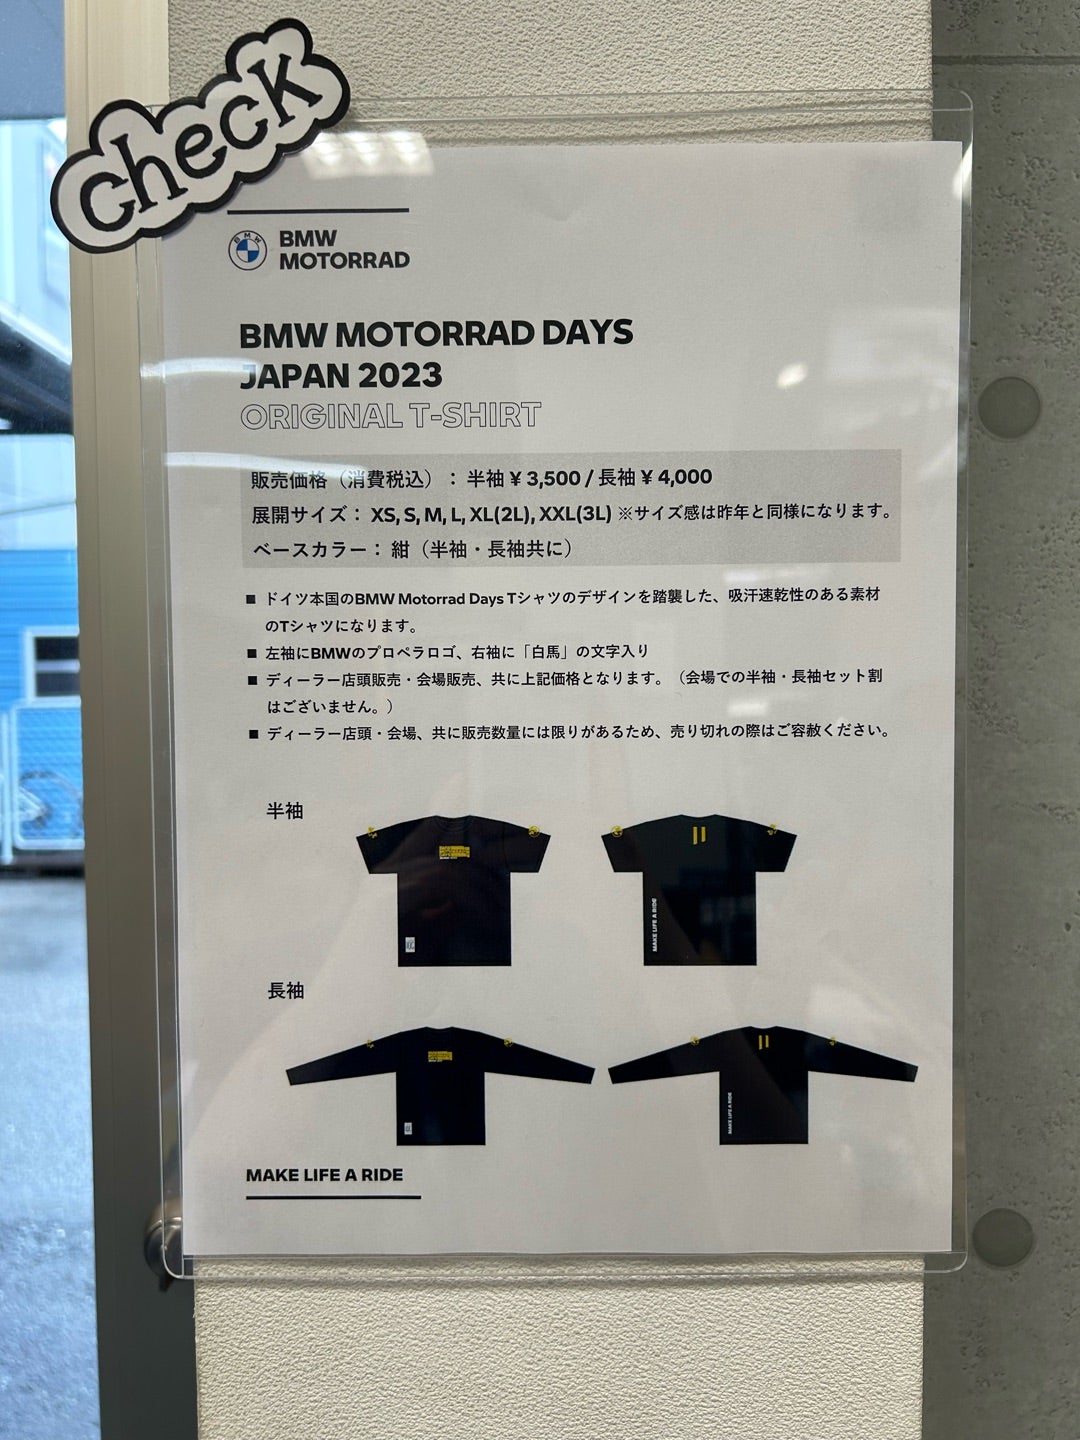 Check
BMW
MOTORRAD
BMW MOTORRAD DAYS
JAPAN 2023
ORIGINAL T-SHIRT
販売価格（消費税込）： 半袖 ¥ 3,500 / 長袖 ¥ 4,000
展開サイズ： XS, S, M, L, XL(2L), XXL(3L) ※サイズ感は昨年と同様になります。
ベースカラー： 紺（半袖・長袖共に）
■ ドイツ本国のBMW Motorrad Days Tシャツのデザインを踏襲した、吸汗速乾性のある素材
のTシャツになります。
■ 左袖にBMWのプロペラロゴ、右袖に「白馬」の文字入り
■ ディーラー店頭販売・会場販売、共に上記価格となります。（会場での半袖・長袖セット割
はございません。）
■ ディーラー店頭・会場、共に販売数量には限りがあるため、売り切れの際はご容赦ください。
半袖
MAKE LIFE A RIDE
長袖
MAKE LIFE A RIDE
MAKE LIFE A RIDE